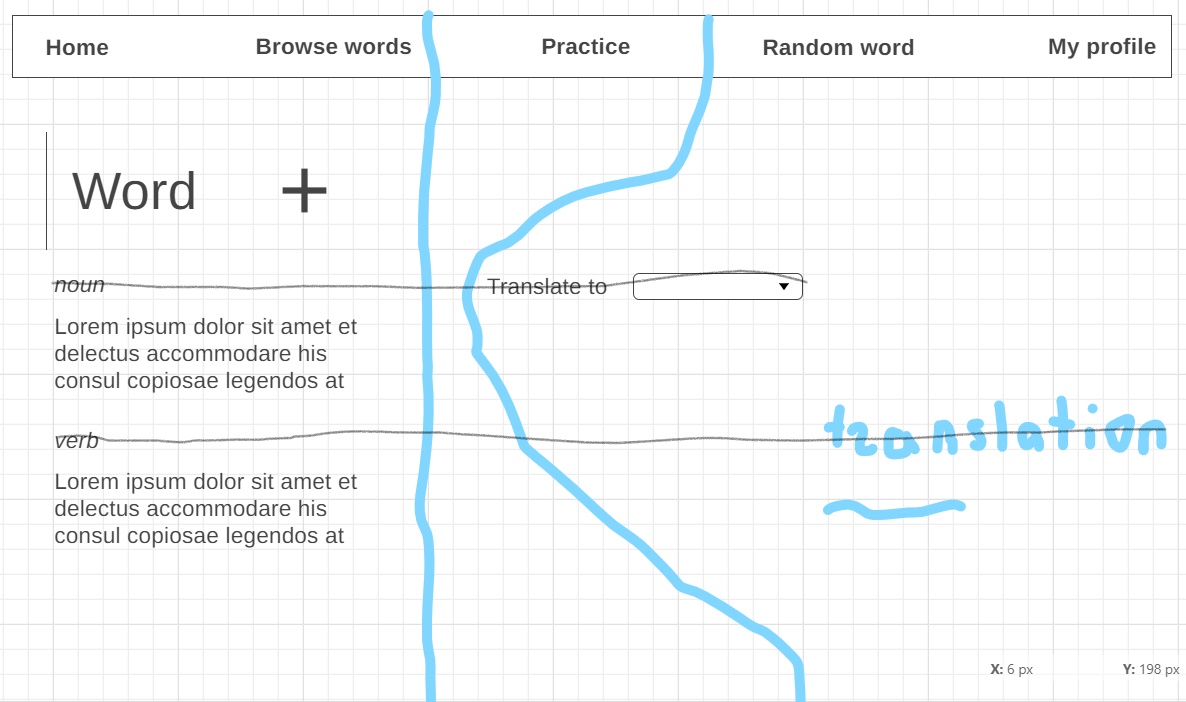 Home Browse words Practice Random word My profile
Word +
noun
Translate to
Lorem ipsum dolor sit amet et
delectus accommodare his
consul copiosae legendos at
verb
translation
Lorem ipsum dolor sit amet et
delectus accommodare his
consul copiosae legendos at
X: 6 px Y: 198 px